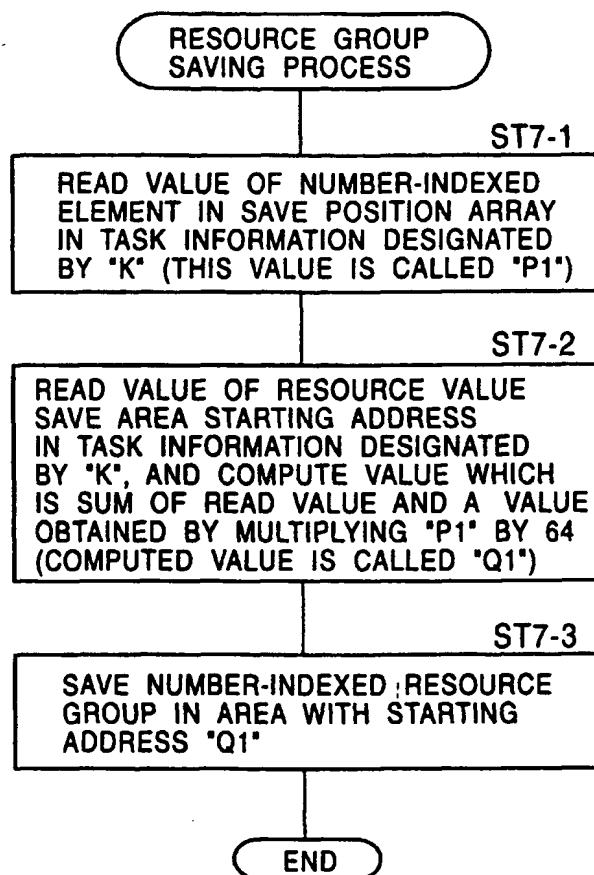 RESOURCE GROUP
SAVING PROCESS
ST7-1
READ VALUE OF NUMBER-INDEXED
ELEMENT IN SAVE POSITION ARRAY
IN TASK INFORMATION DESIGNATED
BY "K" (THIS VALUE IS CALLED "P1")
ST7-2
READ VALUE OF RESOURCE VALUE
SAVE AREA STARTING ADDRESS
IN TASK INFORMATION DESIGNATED
BY "K", AND COMPUTE VALUE WHICH
IS SUM OF READ VALUE AND A VALUE
OBTAINED BY MULTIPLYING "P1" BY 64
(COMPUTED VALUE IS CALLED "Q1")
ST7-3
SAVE NUMBER-INDEXED RESOURCE
GROUP IN AREA WITH STARTING
ADDRESS "Q1"
END